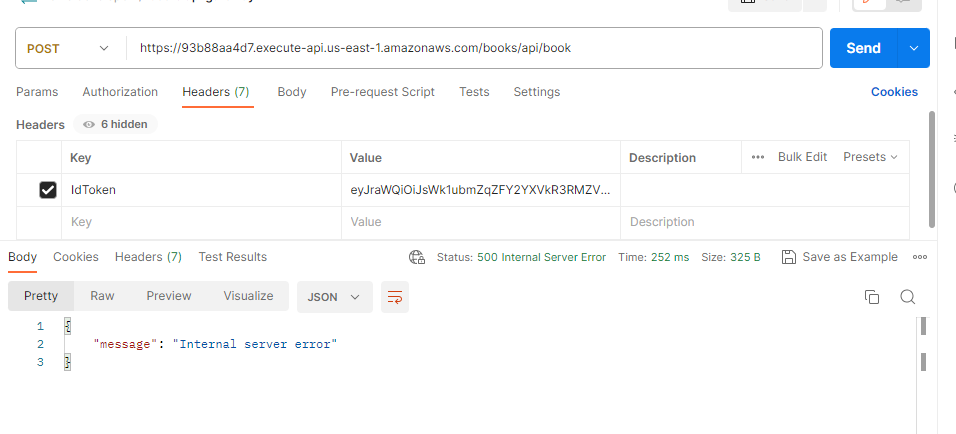 POST https://93b88aa4d7.execute-api.us-east-1.amazonaws.com/books/api/book Send
Params Authorization Headers (7) Body Pre-request Script Tests Settings Cookies
Headers 6 hidden
Key Value Description ••• Bulk Edit Presets
IdToken eyJraWQiOiJsWk1ubmZqZFY2YXVkR3RMZV...
Key Value Description
Body Cookies Headers (7) Test Results Status: 500 Internal Server Error Time: 252 ms Size: 325 B Save as Example •••
Pretty Raw Preview Visualize JSON
1 {
2 "message": "Internal server error"
3 }